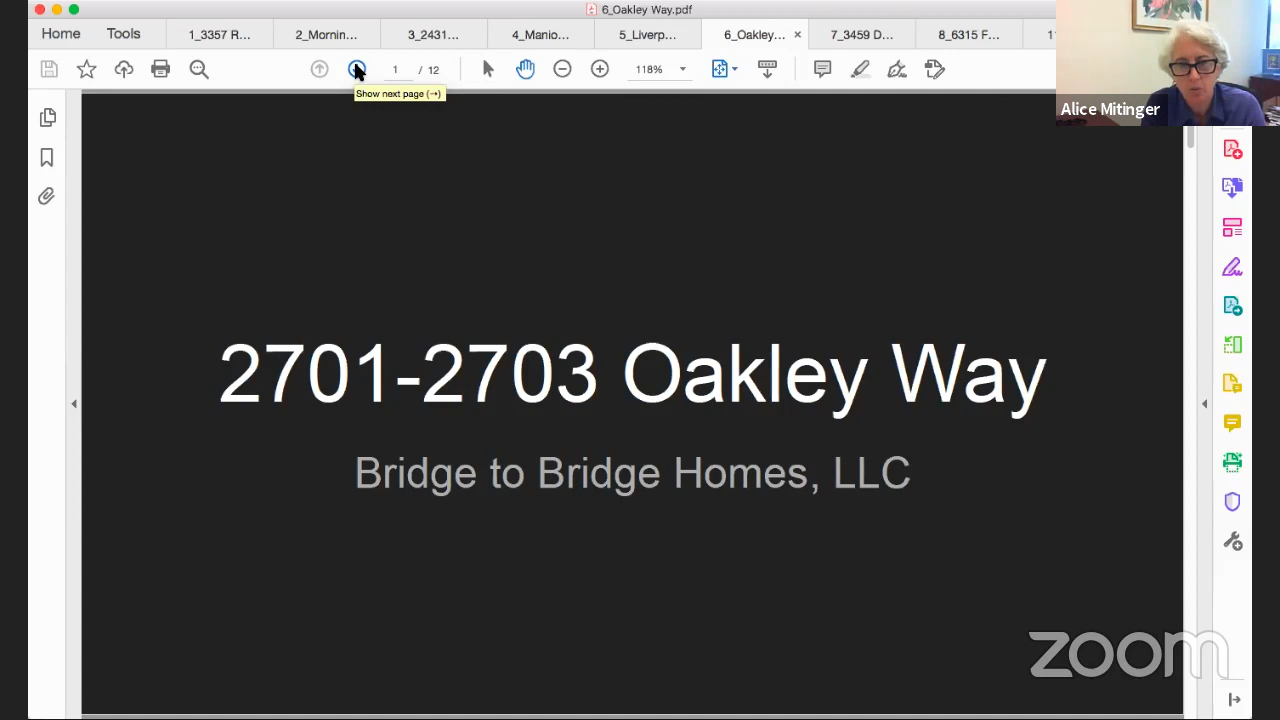 6_Oakley Way.pdf
Home Tools 1_3357 R... 2_Mornin... 3_2431... 4_Manio... 5_Liverp... 6_Oakley... × 7_3459 D... 8_6315 F... 11
1 / 12 118%
Show next page (→)
Alice Mitinger
2701-2703 Oakley Way
Bridge to Bridge Homes, LLC
zoom